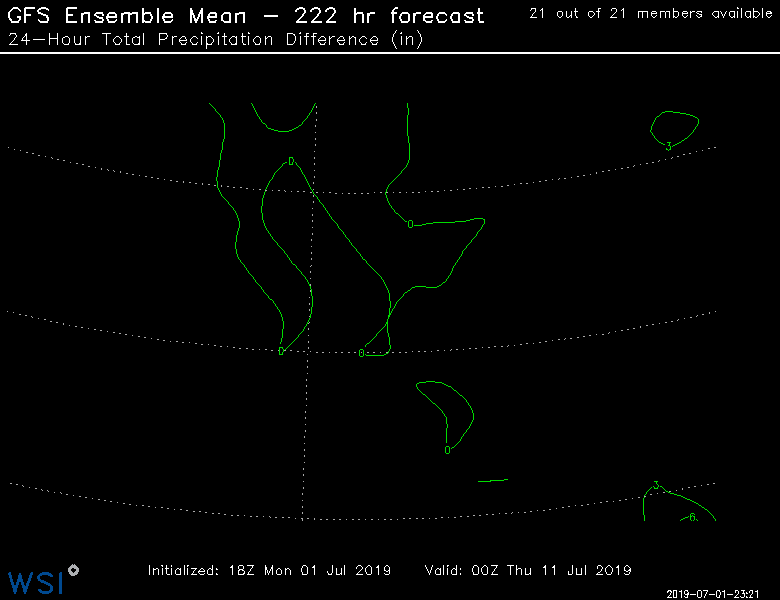 GFS Ensemble Mean – 222 hr forecast
21 out of 21 members available
24–Hour Total Precipitation Difference (in)
3
0
0
0
0
0
3
6
Initialized: 18Z Mon 01 Jul 2019 Valid: 00Z Thu 11 Jul 2019
WSI
2019-07-01-23:21